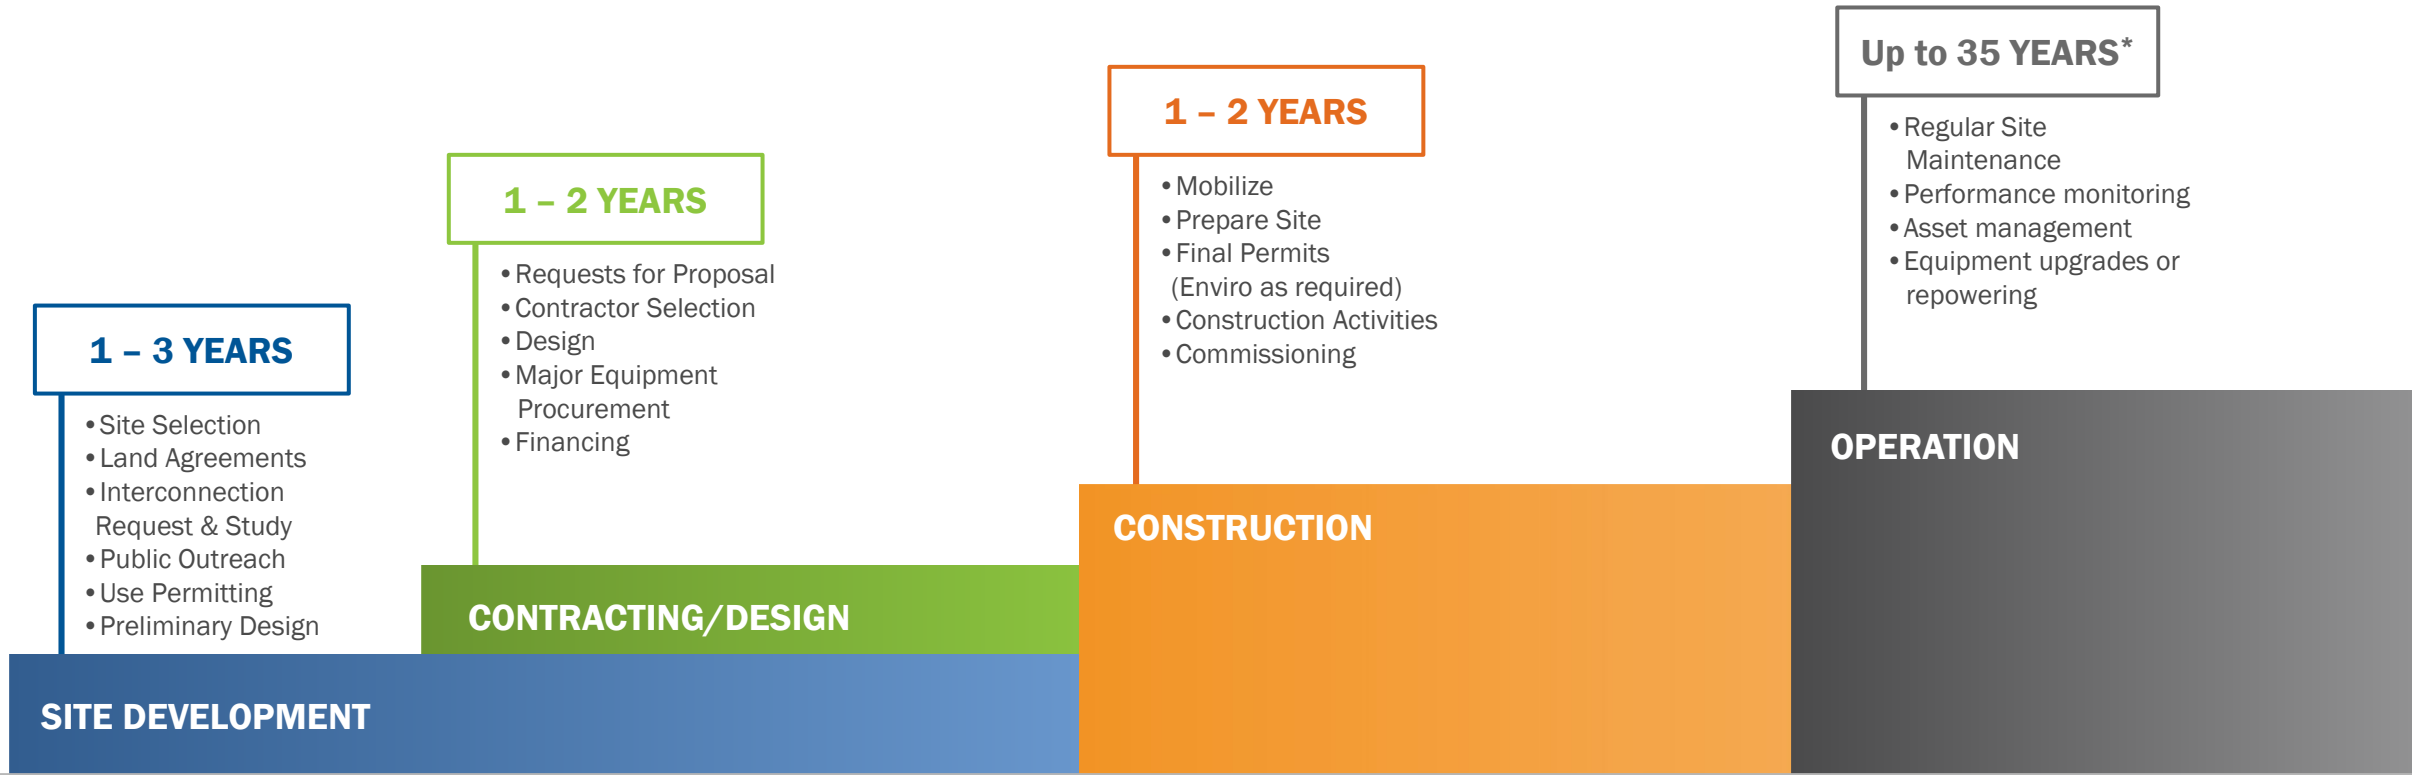 1 – 3 YEARS
•Site Selection
•Land Agreements
•Interconnection
Request & Study
•Public Outreach
•Use Permitting
•Preliminary Design
SITE DEVELOPMENT
1 – 2 YEARS
•Requests for Proposal
•Contractor Selection
•Design
•Major Equipment
Procurement
•Financing
CONTRACTING/DESIGN
1 – 2 YEARS
•Mobilize
•Prepare Site
•Final Permits
(Enviro as required)
•Construction Activities
•Commissioning
CONSTRUCTION
Up to 35 YEARS*
•Regular Site
Maintenance
•Performance monitoring
•Asset management
•Equipment upgrades or
repowering
OPERATION